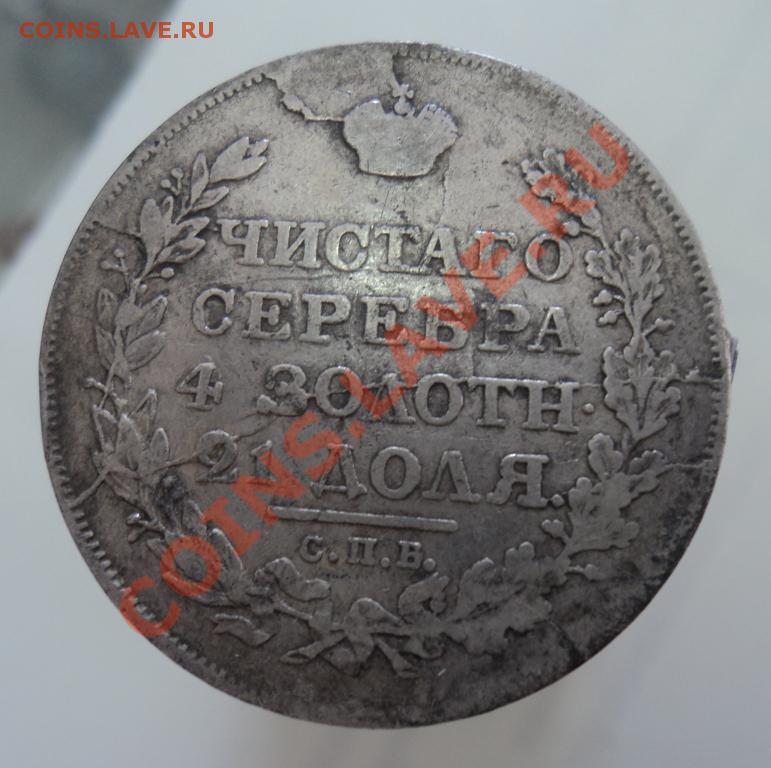 COINS.LAVE.RU
ЧИСТАГО
СЕРЕБРА
4 ЗОЛОТН.
21 ДОЛЯ.
С.П.Б.
COINS.LAVE.RU